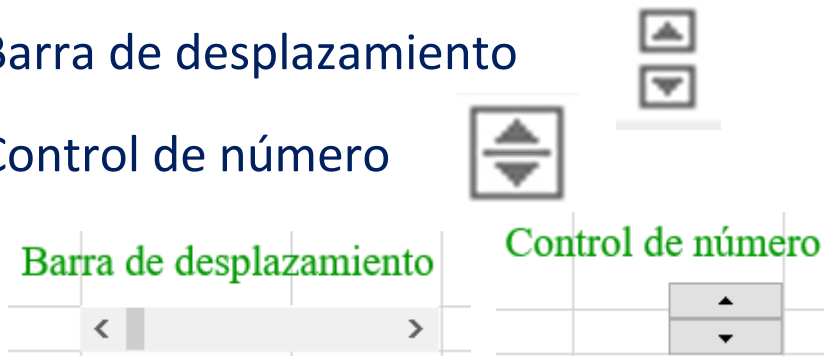 Barra de desplazamiento
Control de número
Barra de desplazamiento
Control de número